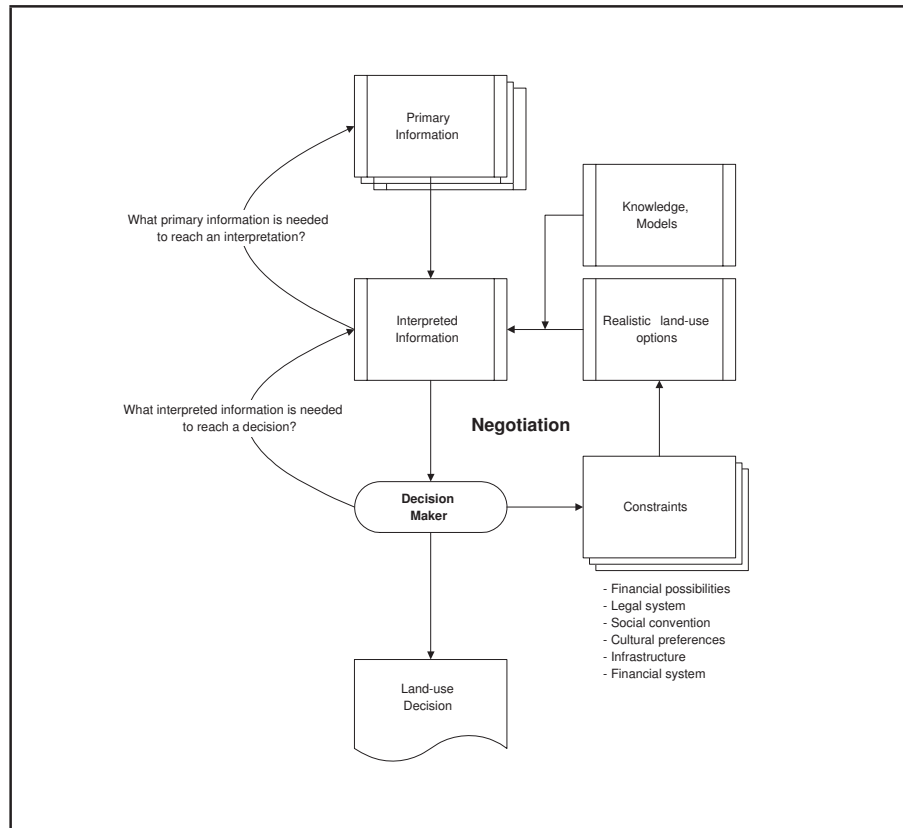 Primary
Information
Knowledge,
Models
What primary information is needed
to reach an interpretation?
Interpreted
Information
Realistic land-use
options
What interpreted information is needed
to reach a decision?
Negotiation
Decision
Maker
Constraints
- Financial possibilities
- Legal system
- Social convention
- Cultural preferences
- Infrastructure
- Financial system
Land-use
Decision